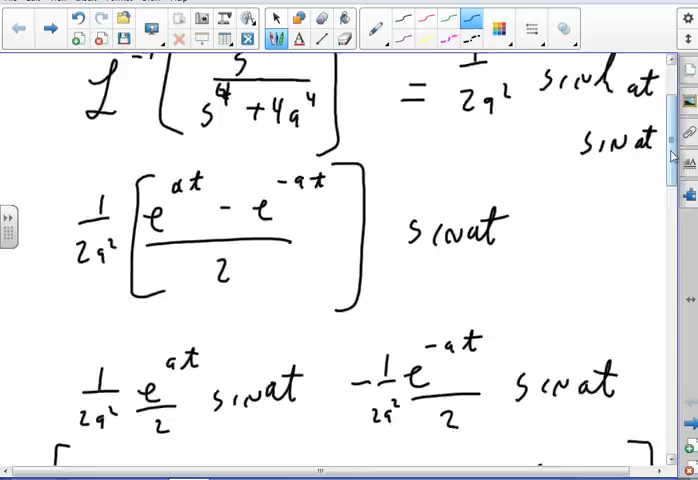 ℒ⁻¹ [ s / (s⁴ + 4a⁴) ] = 1/(2a²) sinh at
sin at
1/(2a²) [ (e^(at) - e^(-at)) / 2 ] sin at
1/(2a²) e^(at)/2 sin at - 1/(2a²) e^(-at)/2 sin at